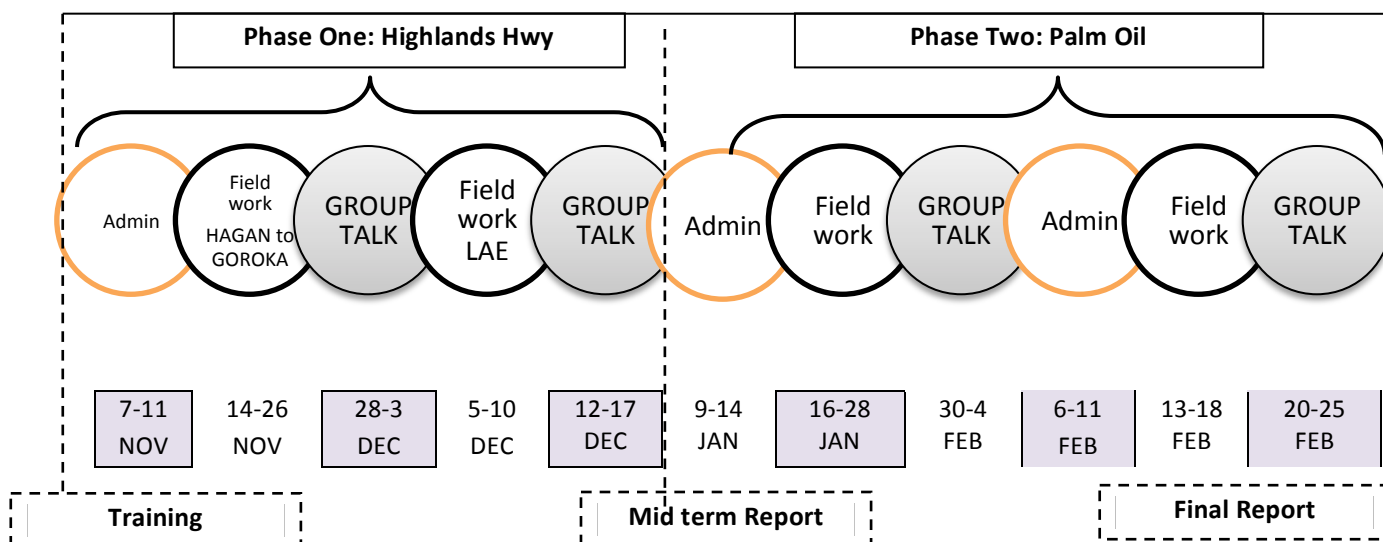 Phase One: Highlands Hwy
Phase Two: Palm Oil
Admin
Field
work
HAGAN to
GOROKA
GROUP
TALK
Field
work
LAE
GROUP
TALK
Admin
Field
work
GROUP
TALK
Admin
Field
work
GROUP
TALK
7-11
NOV
14-26
NOV
28-3
DEC
5-10
DEC
12-17
DEC
9-14
JAN
16-28
JAN
30-4
FEB
6-11
FEB
13-18
FEB
20-25
FEB
Training
Mid term Report
Final Report